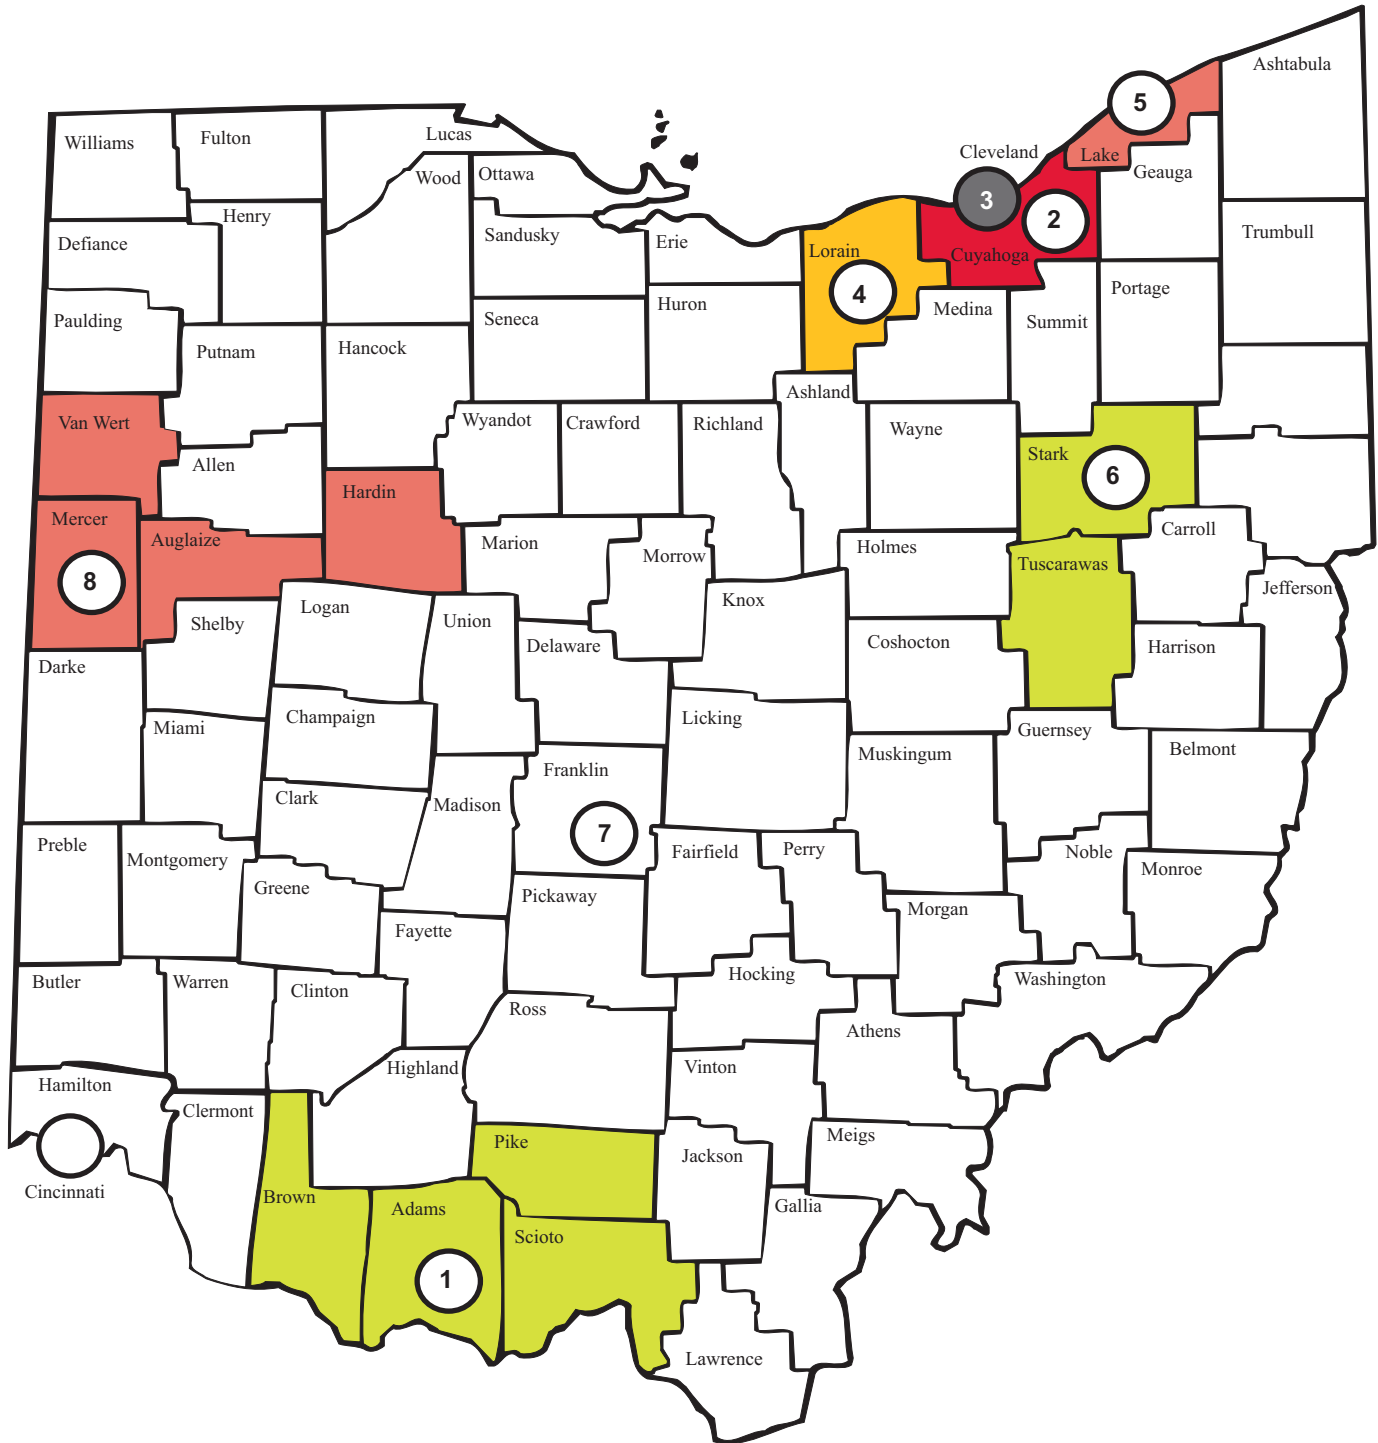 Ashtabula
5
Williams
Fulton
Lucas
Cleveland
Lake
Geauga
Wood
Ottawa
3
2
Henry
Defiance
Sandusky
Erie
Lorain
Cuyahoga
Trumbull
4
Portage
Paulding
Seneca
Huron
Medina
Summit
Putnam
Hancock
Ashland
Van Wert
Wyandot
Crawford
Richland
Wayne
Stark
Allen
6
Hardin
Mercer
Auglaize
Marion
Morrow
Holmes
Carroll
Tuscarawas
8
Jefferson
Logan
Union
Knox
Shelby
Delaware
Coshocton
Harrison
Darke
Champaign
Licking
Miami
Guernsey
Muskingum
Belmont
Franklin
Clark
Madison
7
Preble
Montgomery
Fairfield
Perry
Noble
Monroe
Greene
Pickaway
Morgan
Fayette
Butler
Warren
Clinton
Hocking
Washington
Ross
Athens
Highland
Vinton
Hamilton
Clermont
Pike
Meigs
Jackson
Cincinnati
Brown
Adams
Gallia
Scioto
1
Lawrence